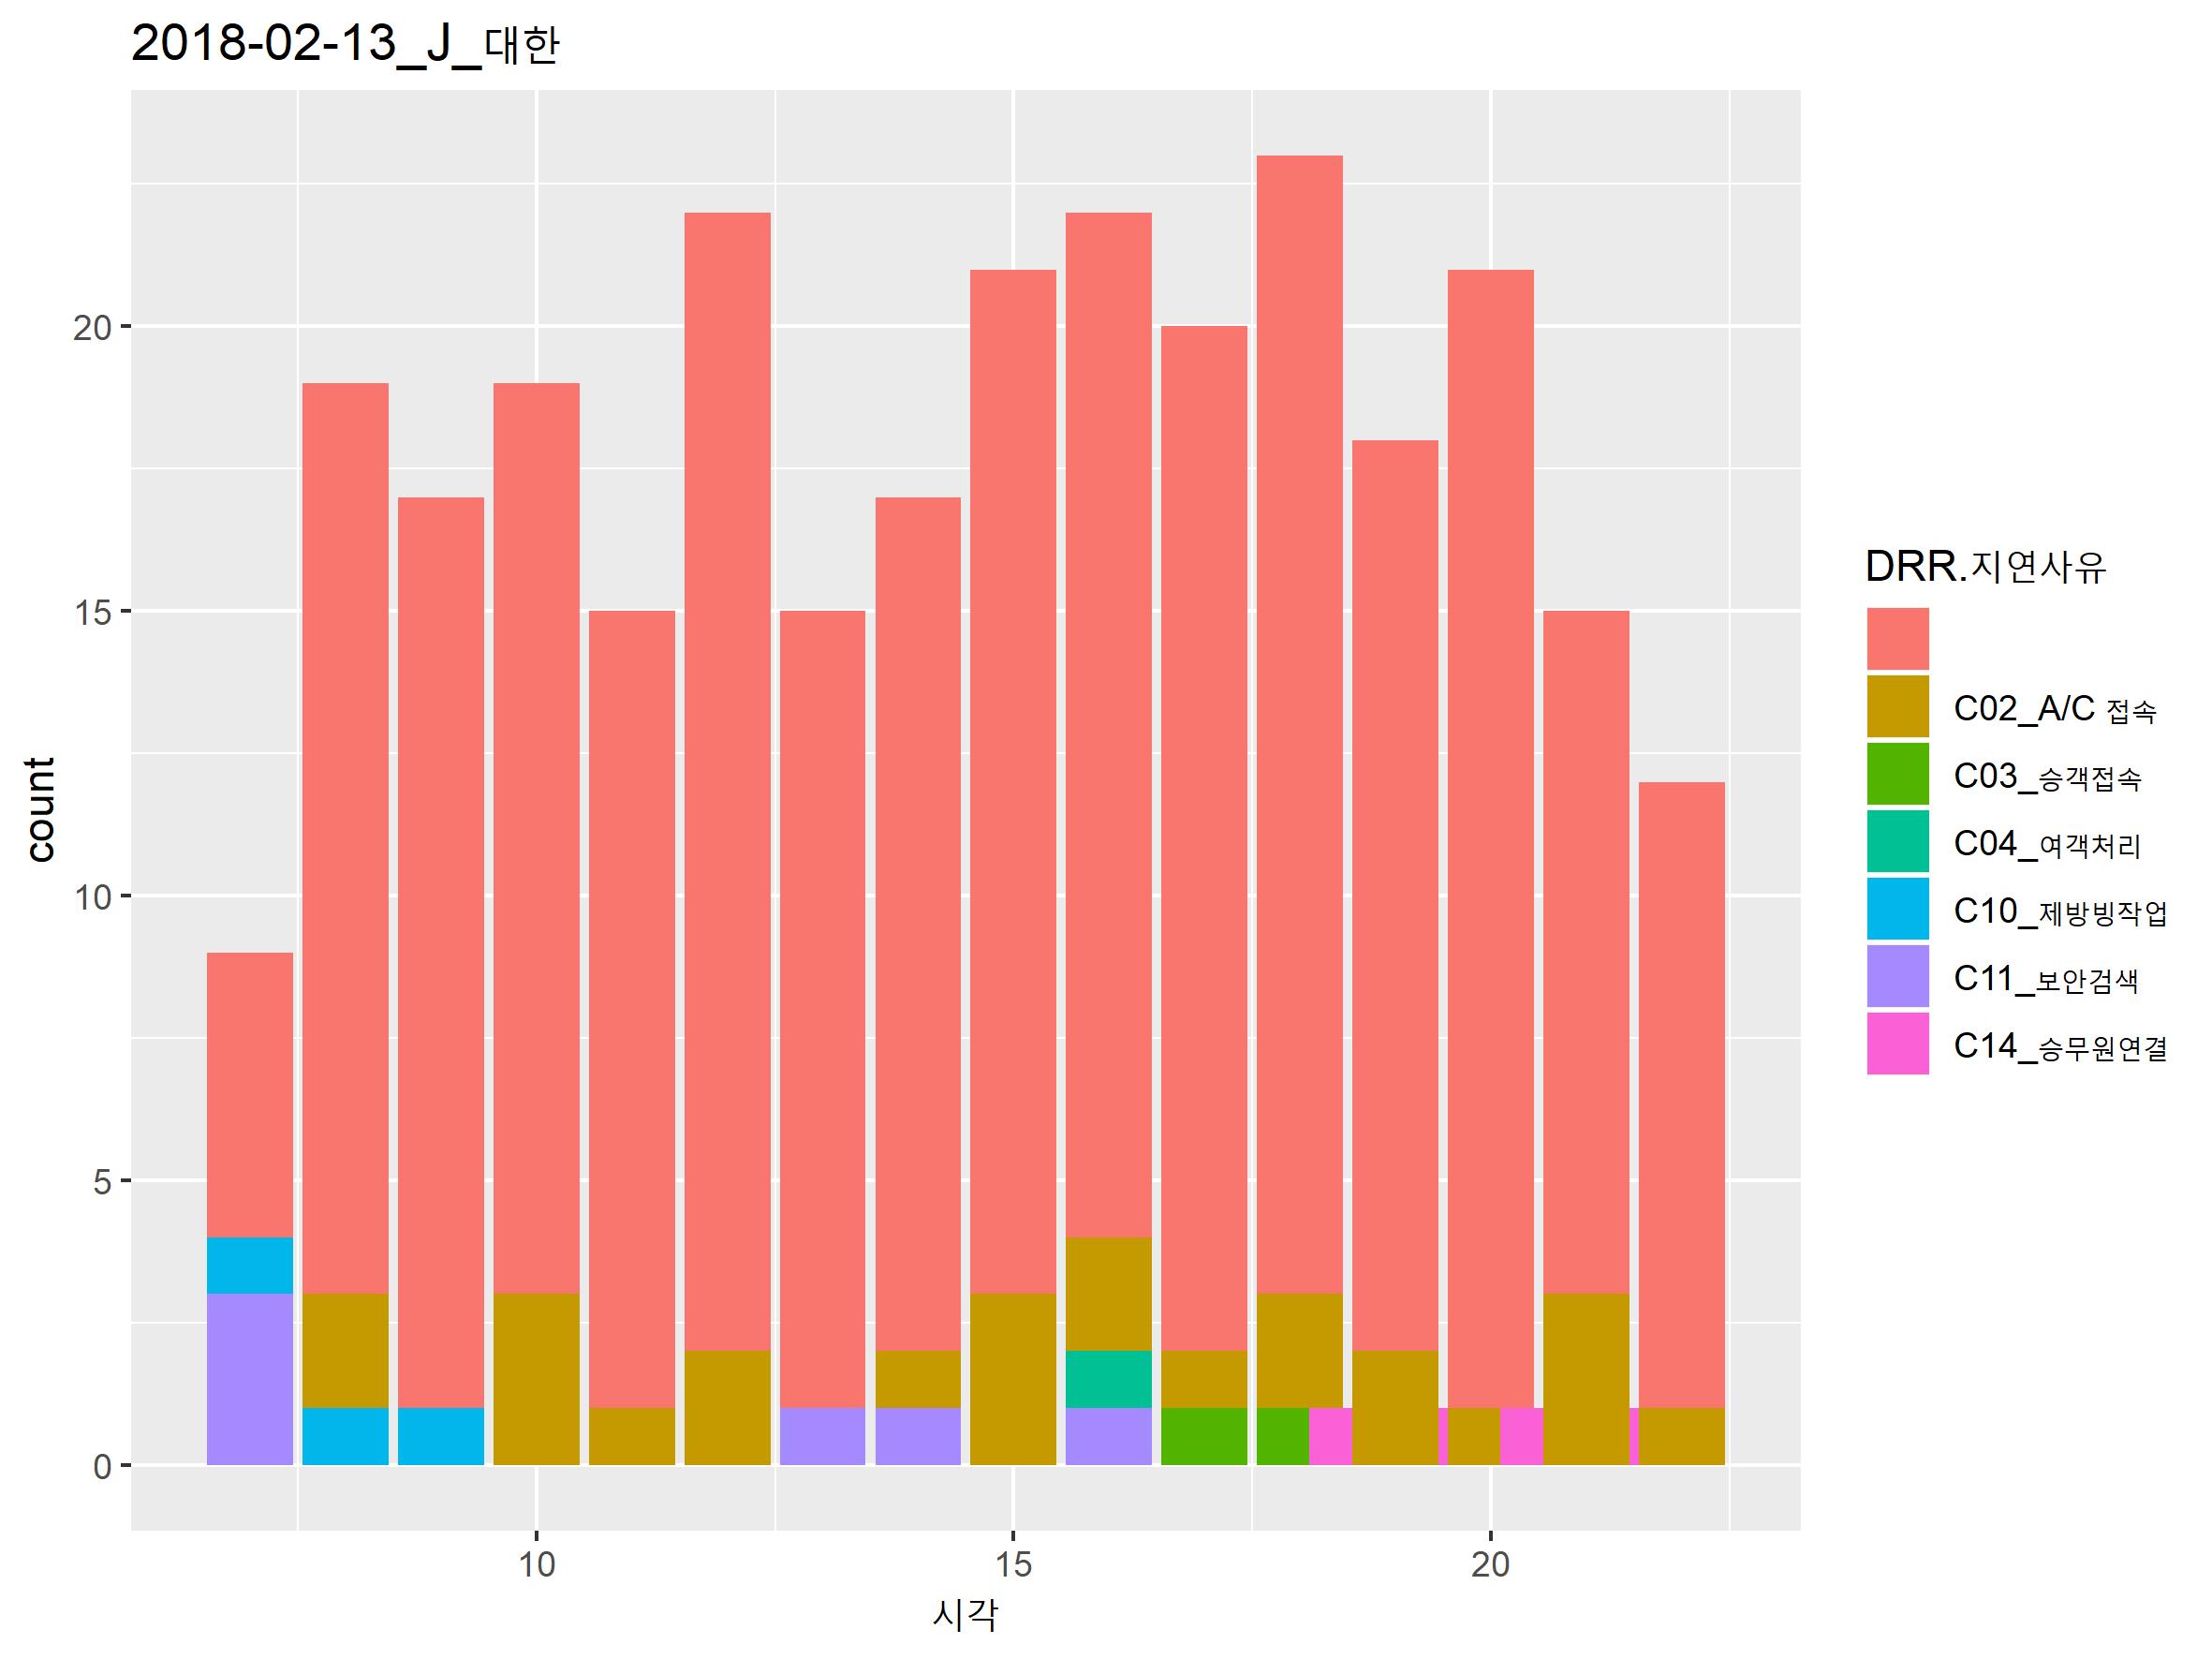 2018-02-13_J_대한
count
20
15
10
5
0
10
15
20
시각
DRR.지연사유
C02_A/C 접속
C03_승객접속
C04_여객처리
C10_제방빙작업
C11_보안검색
C14_승무원연결